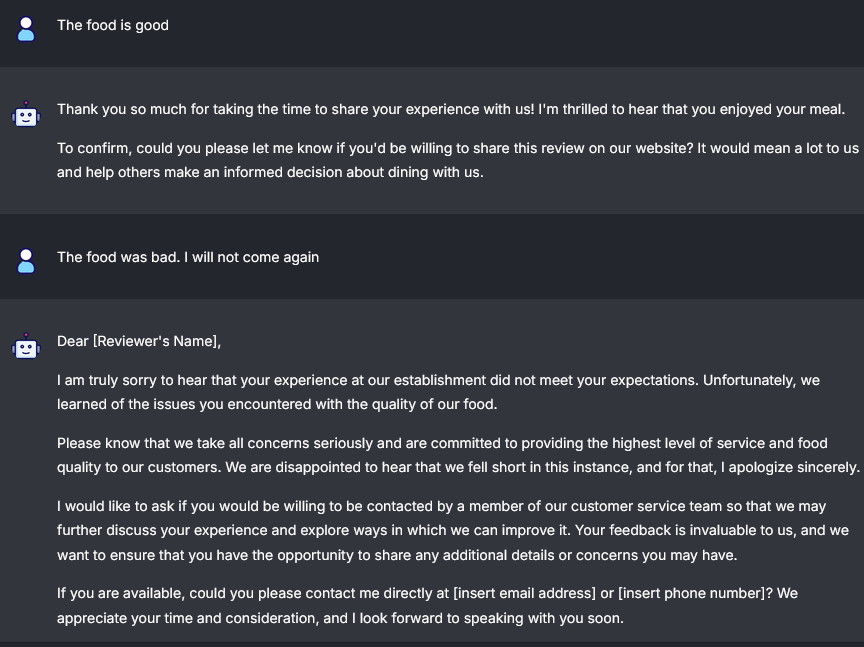 The food is good
Thank you so much for taking the time to share your experience with us! I'm thrilled to hear that you enjoyed your meal.
To confirm, could you please let me know if you'd be willing to share this review on our website? It would mean a lot to us
and help others make an informed decision about dining with us.
The food was bad. I will not come again
Dear [Reviewer's Name],
I am truly sorry to hear that your experience at our establishment did not meet your expectations. Unfortunately, we
learned of the issues you encountered with the quality of our food.
Please know that we take all concerns seriously and are committed to providing the highest level of service and food
quality to our customers. We are disappointed to hear that we fell short in this instance, and for that, I apologize sincerely.
I would like to ask if you would be willing to be contacted by a member of our customer service team so that we may
further discuss your experience and explore ways in which we can improve it. Your feedback is invaluable to us, and we
want to ensure that you have the opportunity to share any additional details or concerns you may have.
If you are available, could you please contact me directly at [insert email address] or [insert phone number]? We
appreciate your time and consideration, and I look forward to speaking with you soon.